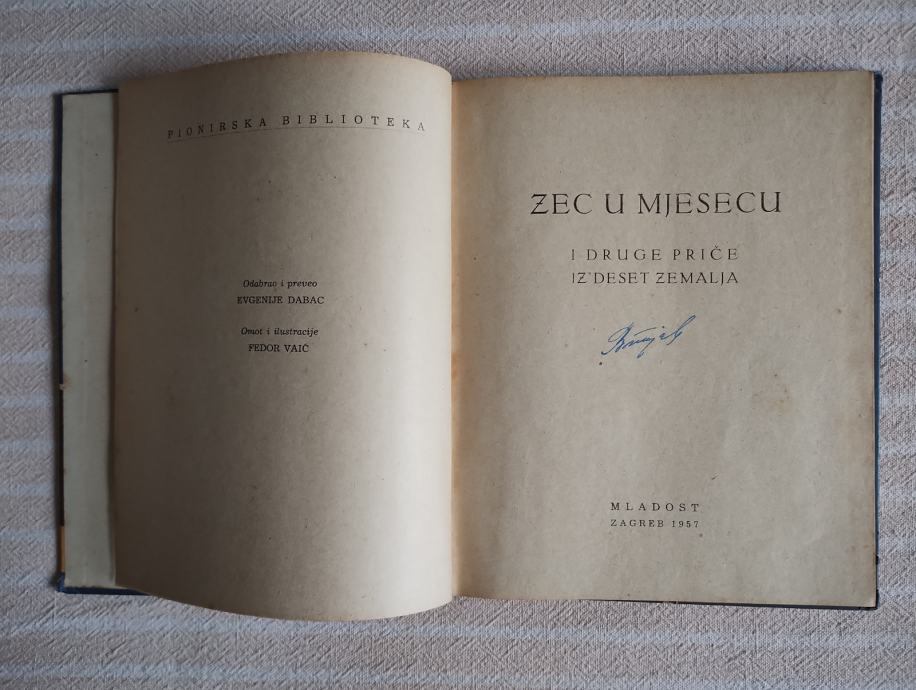 PIONIRSKA BIBLIOTEKA
Odabrao i preveo
EVGENIJE DABAC
Omot i ilustracije
FEDOR VAIĆ
ZEC U MJESECU
I DRUGE PRIČE
IZ DESET ZEMALJA
MLADOST
ZAGREB 1957